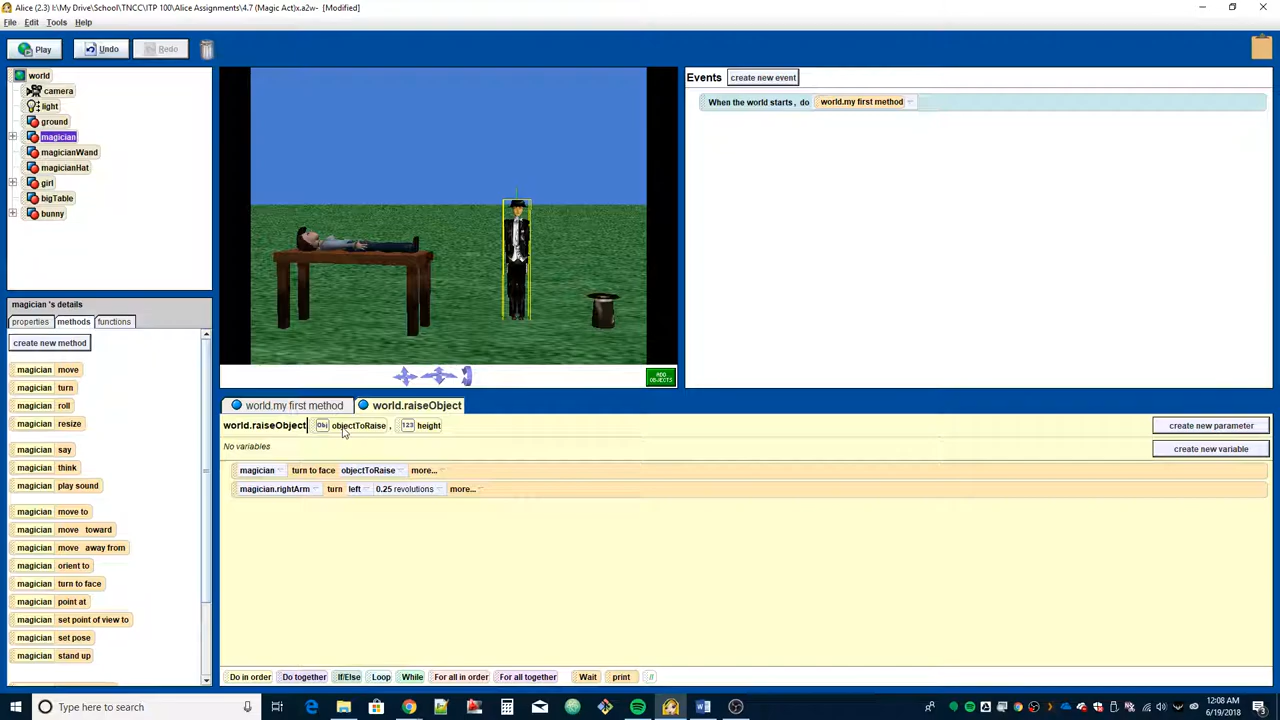 Alice (2.3) I:\My Drive\School\TNCC\ITP 100\Alice Assignments\4.7 (Magic Act)x.a2w- [Modified]
File Edit Tools Help
Play Undo Redo
world
camera
light
ground
magician
magicianWand
magicianHat
girl
bigTable
bunny
magician 's details
properties methods functions
create new method
magician move
magician turn
magician roll
magician resize
magician say
magician think
magician play sound
magician move to
magician move toward
magician move away from
magician orient to
magician turn to face
magician point at
magician set point of view to
magician set pose
magician stand up
ADD OBJECTS
Events create new event
When the world starts, do world.my first method
world.my first method world.raiseObject
world.raiseObject Obj objectToRaise , 123 height create new parameter
No variables create new variable
magician turn to face objectToRaise more...
magician.rightArm turn left 0.25 revolutions more...
Do in order Do together If/Else Loop While For all in order For all together Wait print //
Type here to search
12:08 AM
6/19/2018